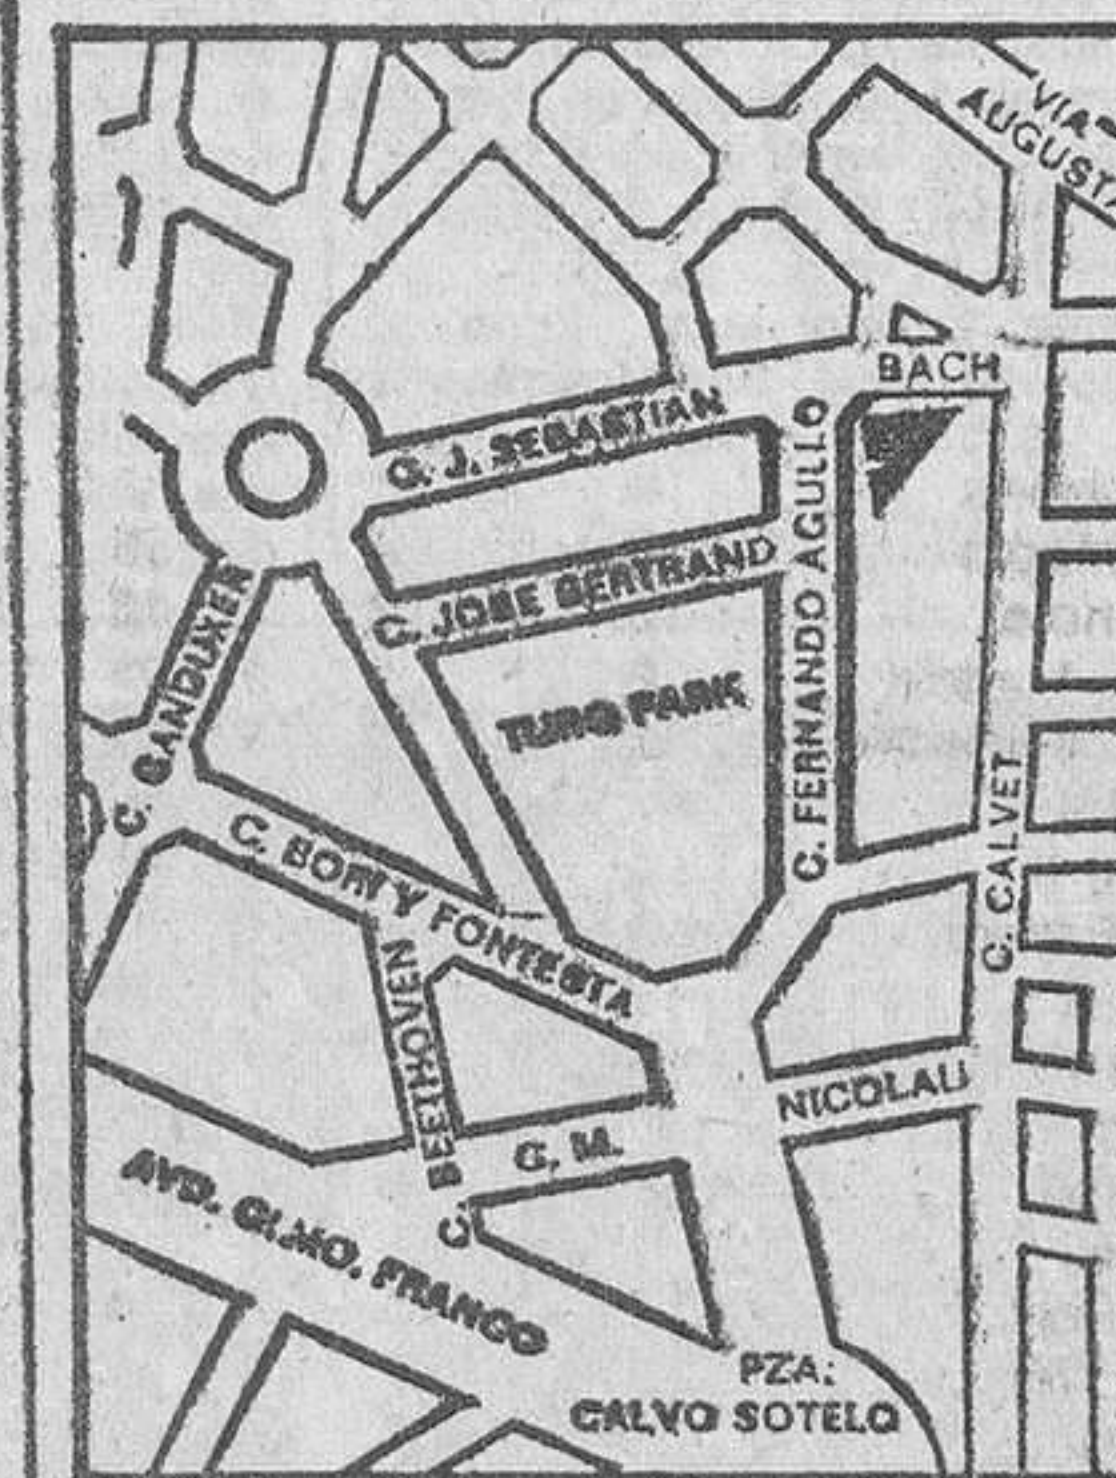 VIA
AUGUSTA
BACH
C. J. SEBASTIAN
C. JOSE BERTRAND
C. FERNANDO AGULLO
C. GANDUXER
TURO PARK
C. CALVET
C. BORI Y FONTESTA
C. BEETHOVEN
NICOLAU
C. M.
AVD. GLMO. FRANCO
PZA:
CALVO SOTELO